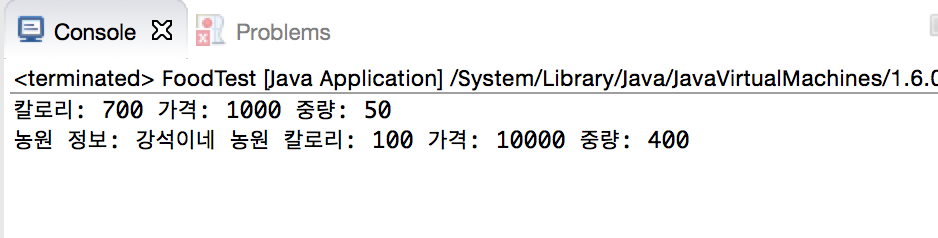 Console Problems
<terminated> FoodTest [Java Application] /System/Library/Java/JavaVirtualMachines/1.6.0
칼로리: 700 가격: 1000 중량: 50
농원 정보: 강석이네 농원 칼로리: 100 가격: 10000 중량: 400